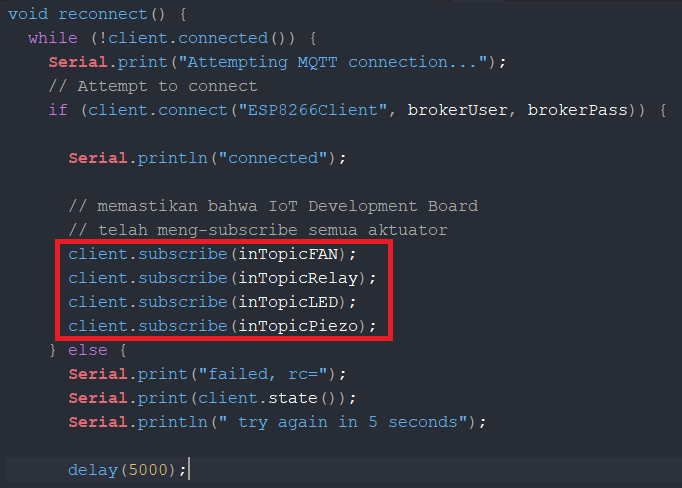 void reconnect() {
while (!client.connected()) {
Serial.print("Attempting MQTT connection...");
// Attempt to connect
if (client.connect("ESP8266Client", brokerUser, brokerPass)) {
Serial.println("connected");
// memastikan bahwa IoT Development Board
// telah meng-subscribe semua aktuator
client.subscribe(inTopicFAN);
client.subscribe(inTopicRelay);
client.subscribe(inTopicLED);
client.subscribe(inTopicPiezo);
} else {
Serial.print("failed, rc=");
Serial.print(client.state());
Serial.println(" try again in 5 seconds");
delay(5000);